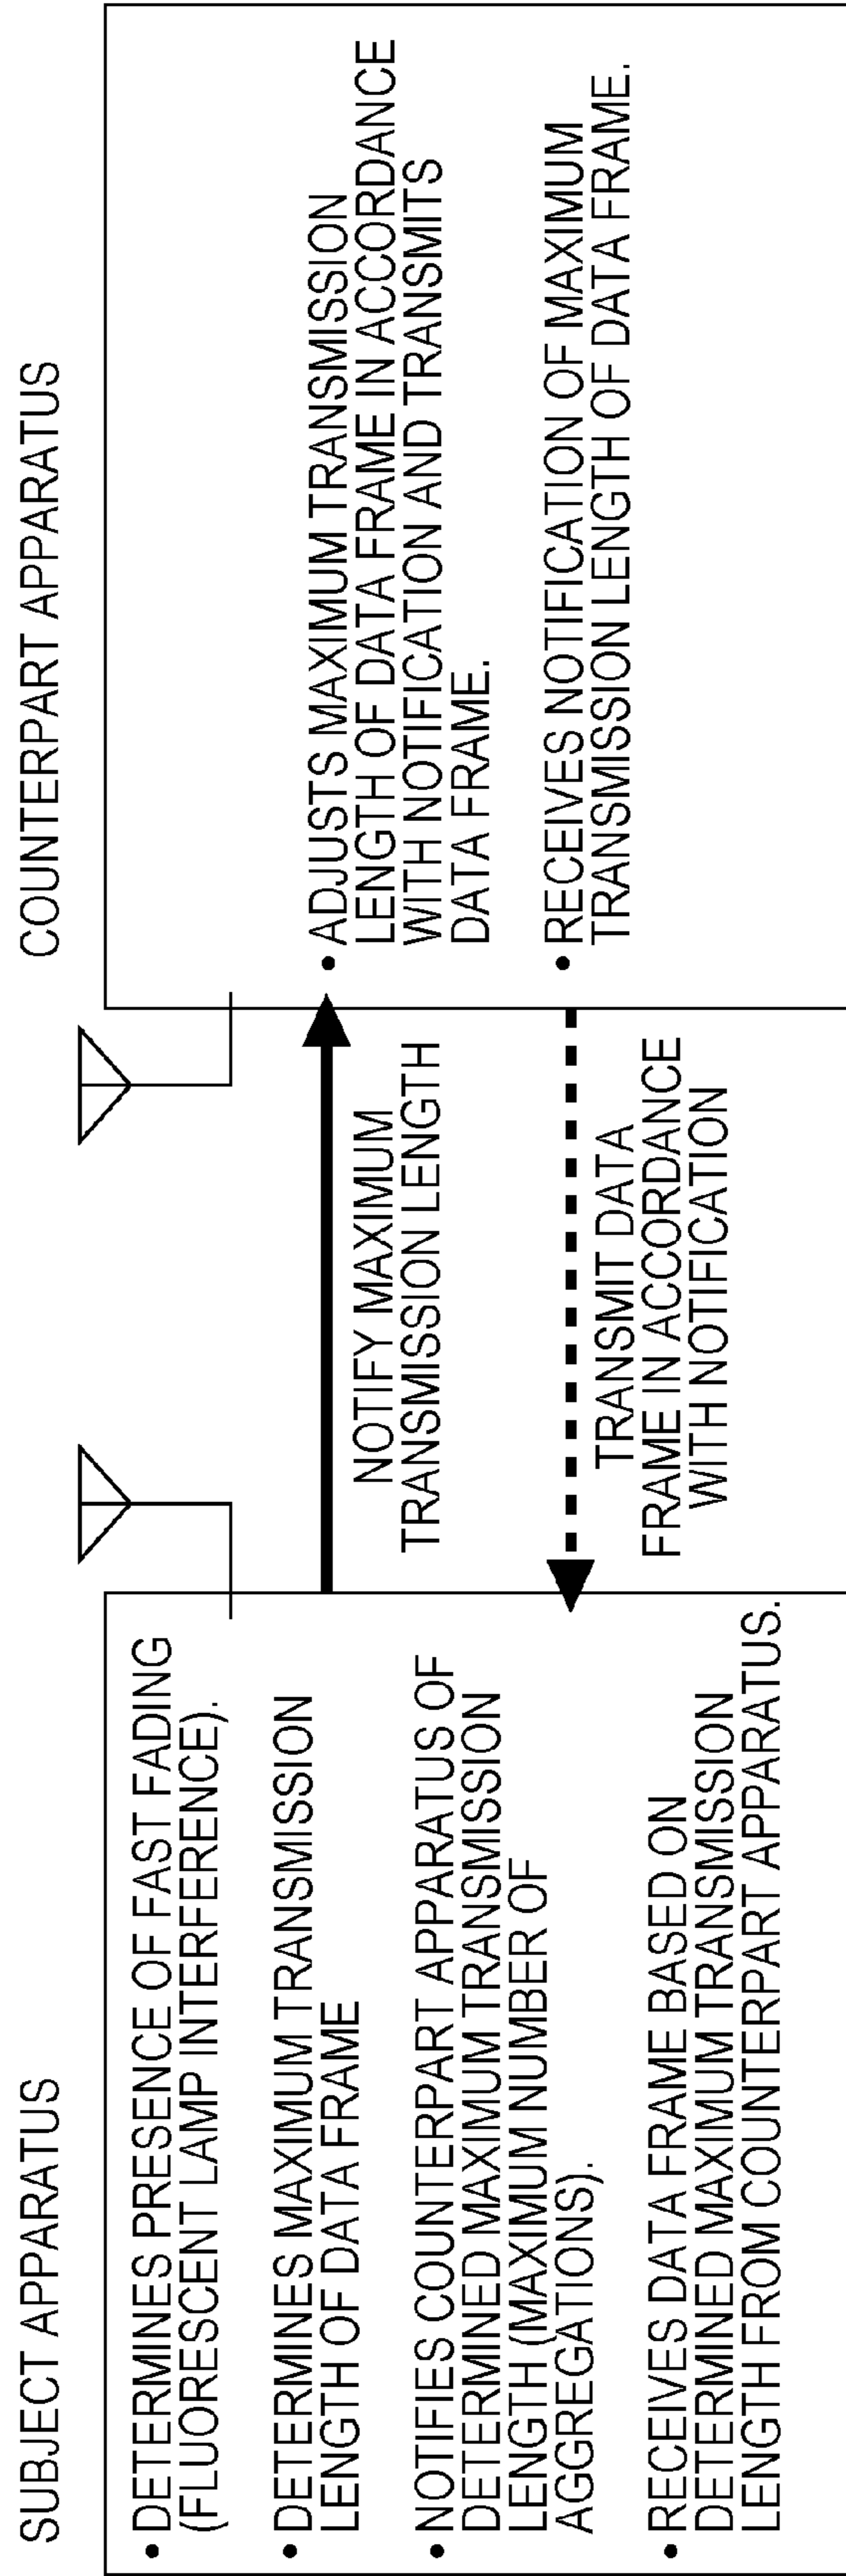 SUBJECT APPARATUS
• DETERMINES PRESENCE OF FAST FADING
(FLUORESCENT LAMP INTERFERENCE).
• DETERMINES MAXIMUM TRANSMISSION
LENGTH OF DATA FRAME
• NOTIFIES COUNTERPART APPARATUS OF
DETERMINED MAXIMUM TRANSMISSION
LENGTH (MAXIMUM NUMBER OF
AGGREGATIONS).
• RECEIVES DATA FRAME BASED ON
DETERMINED MAXIMUM TRANSMISSION
LENGTH FROM COUNTERPART APPARATUS.
NOTIFY MAXIMUM
TRANSMISSION LENGTH
TRANSMIT DATA
FRAME IN ACCORDANCE
WITH NOTIFICATION
COUNTERPART APPARATUS
• ADJUSTS MAXIMUM TRANSMISSION
LENGTH OF DATA FRAME IN ACCORDANCE
WITH NOTIFICATION AND TRANSMITS
DATA FRAME.
• RECEIVES NOTIFICATION OF MAXIMUM
TRANSMISSION LENGTH OF DATA FRAME.